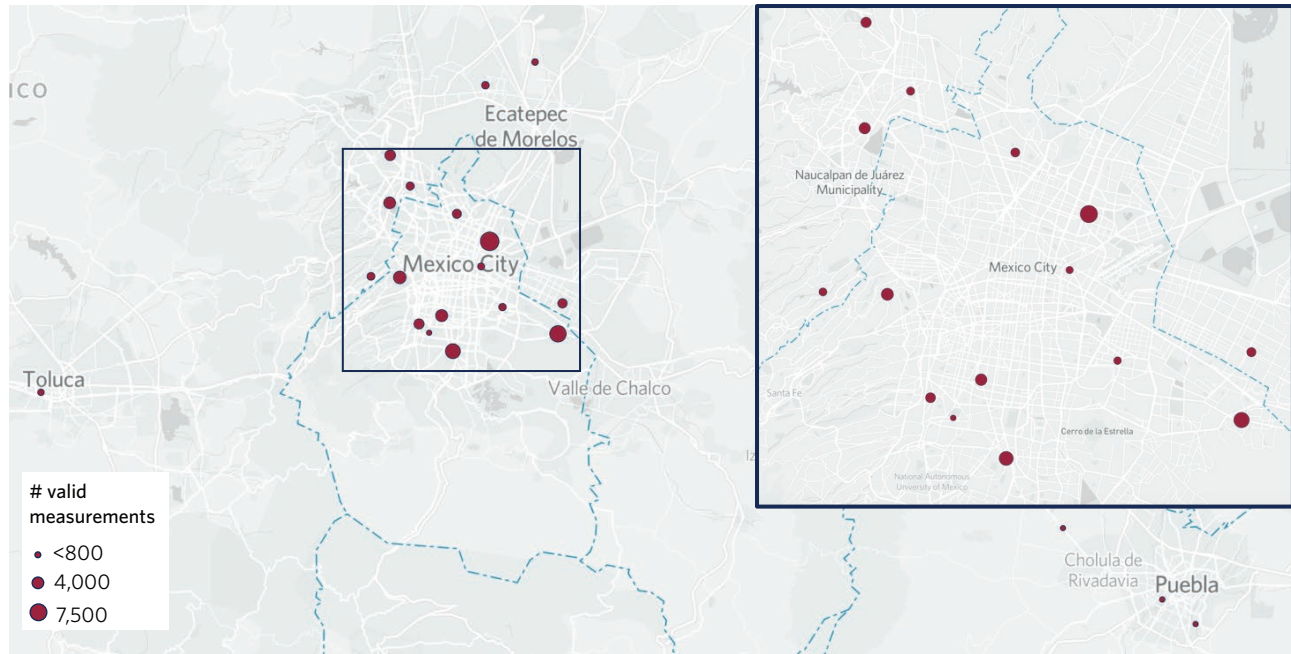 ico
Ecatepec
de Morelos
Mexico City
Toluca
Valle de Chalco
Iz
# valid
measurements
<800
4,000
7,500
Naucalpan de Juárez
Municipality
Mexico City
Santa Fe
Cerro de la Estrella
National Autonomous
University of Mexico
Cholula de
Rivadavia
Puebla